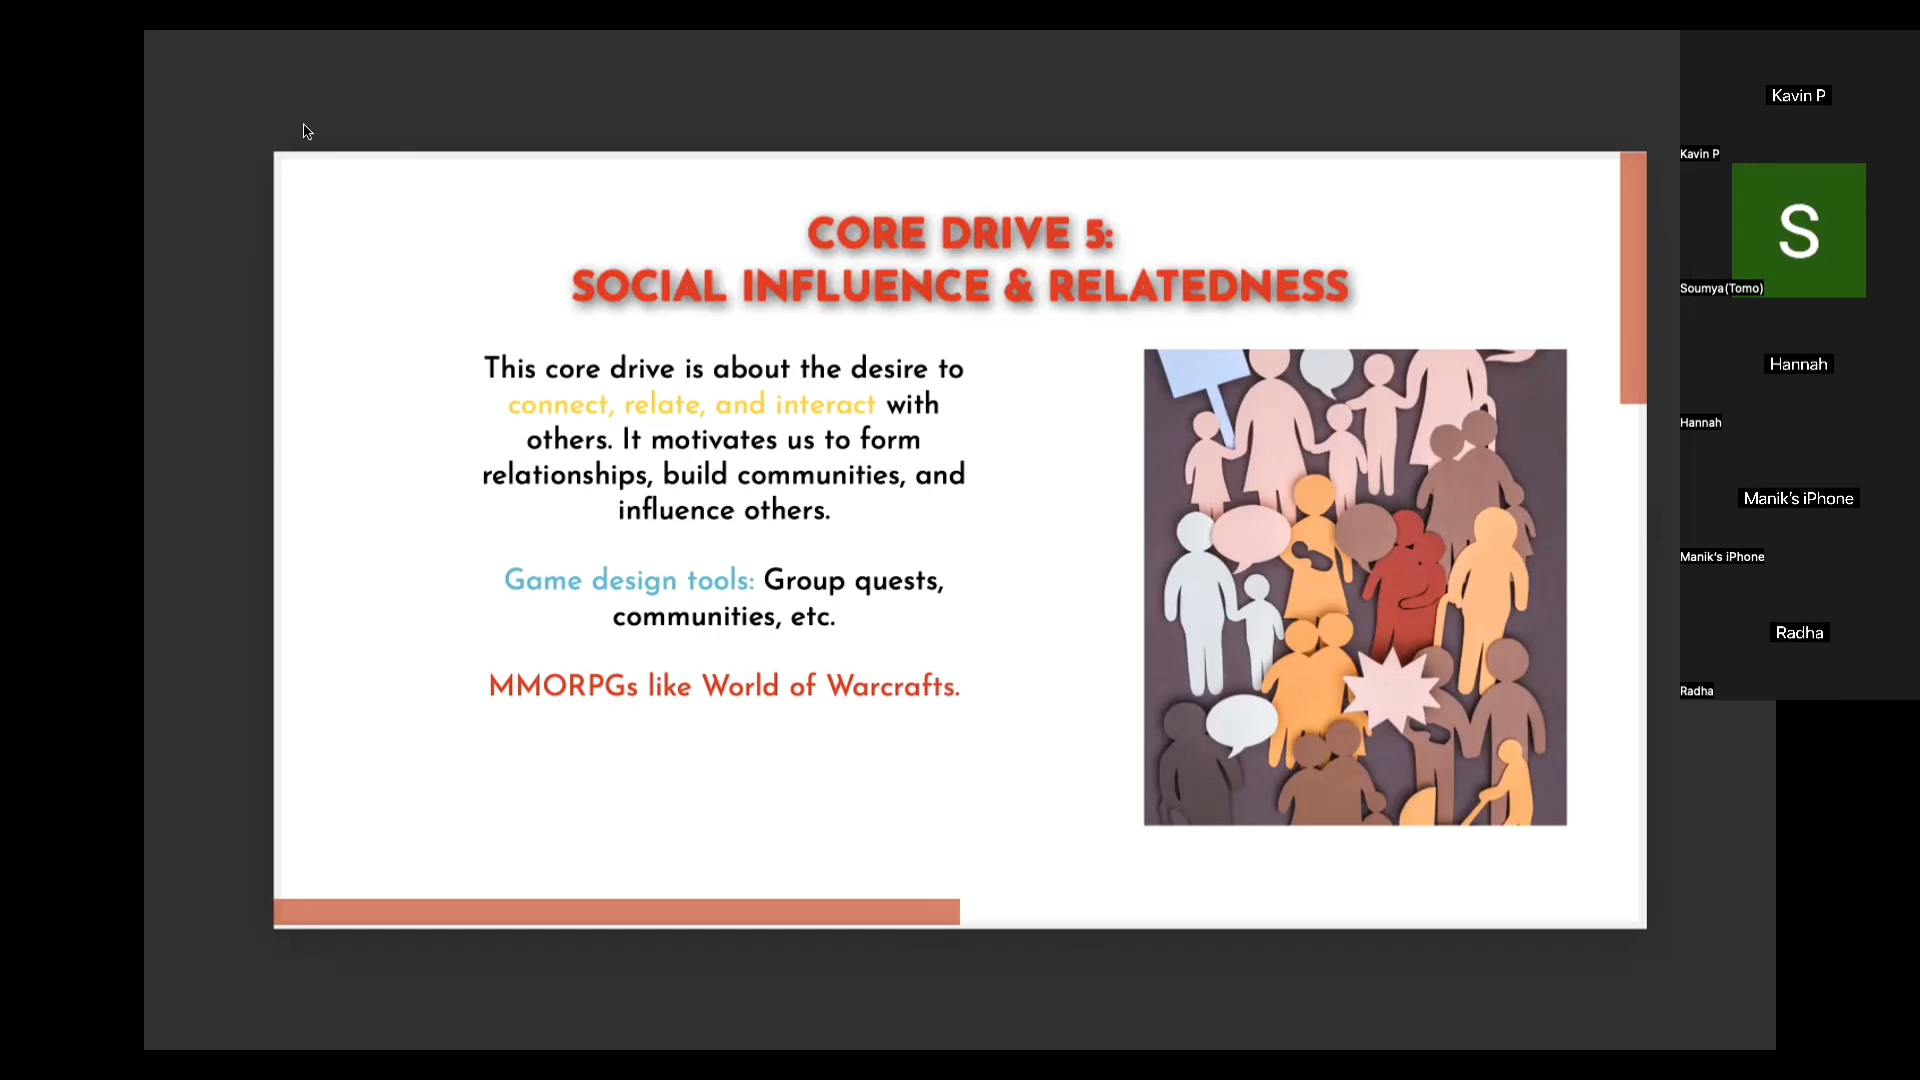 CORE DRIVE 5:
SOCIAL INFLUENCE & RELATEDNESS
This core drive is about the desire to
connect, relate, and interact with
others. It motivates us to form
relationships, build communities, and
influence others.
Game design tools: Group quests,
communities, etc.
MMORPGs like World of Warcrafts.
Kavin P
Kavin P
S
Soumya(Tomo)
Hannah
Hannah
Manik's iPhone
Manik's iPhone
Radha
Radha